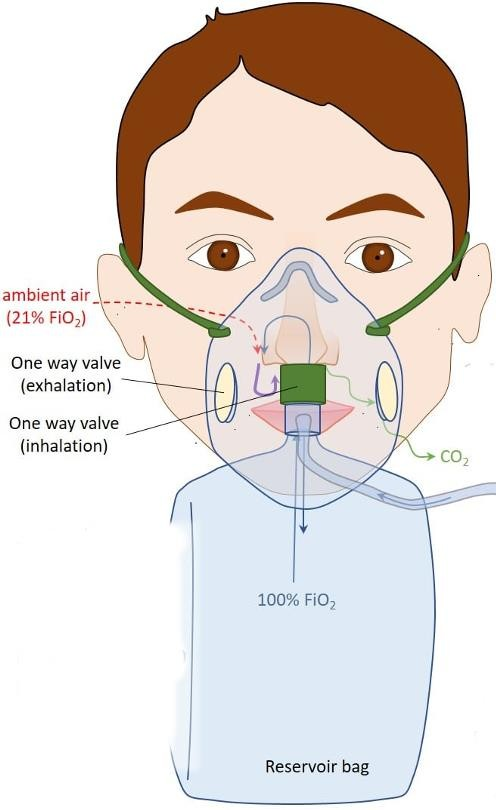 ambient air
(21% FiO₂)
One way valve
(exhalation)
One way valve
(inhalation)
CO₂
100% FiO₂
Reservoir bag